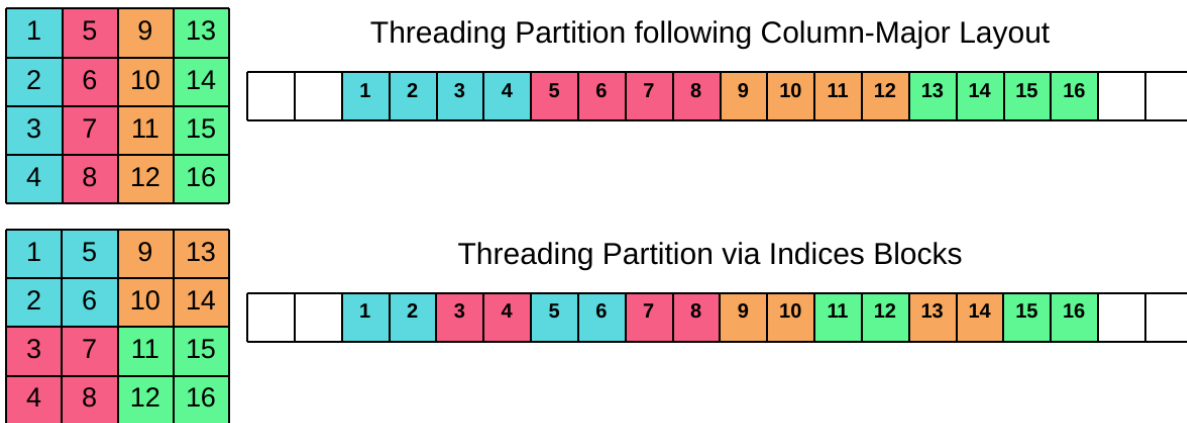 1 5 9 13
2 6 10 14
3 7 11 15
4 8 12 16
Threading Partition following Column-Major Layout
1 2 3 4 5 6 7 8 9 10 11 12 13 14 15 16
1 5 9 13
2 6 10 14
3 7 11 15
4 8 12 16
Threading Partition via Indices Blocks
1 2 3 4 5 6 7 8 9 10 11 12 13 14 15 16